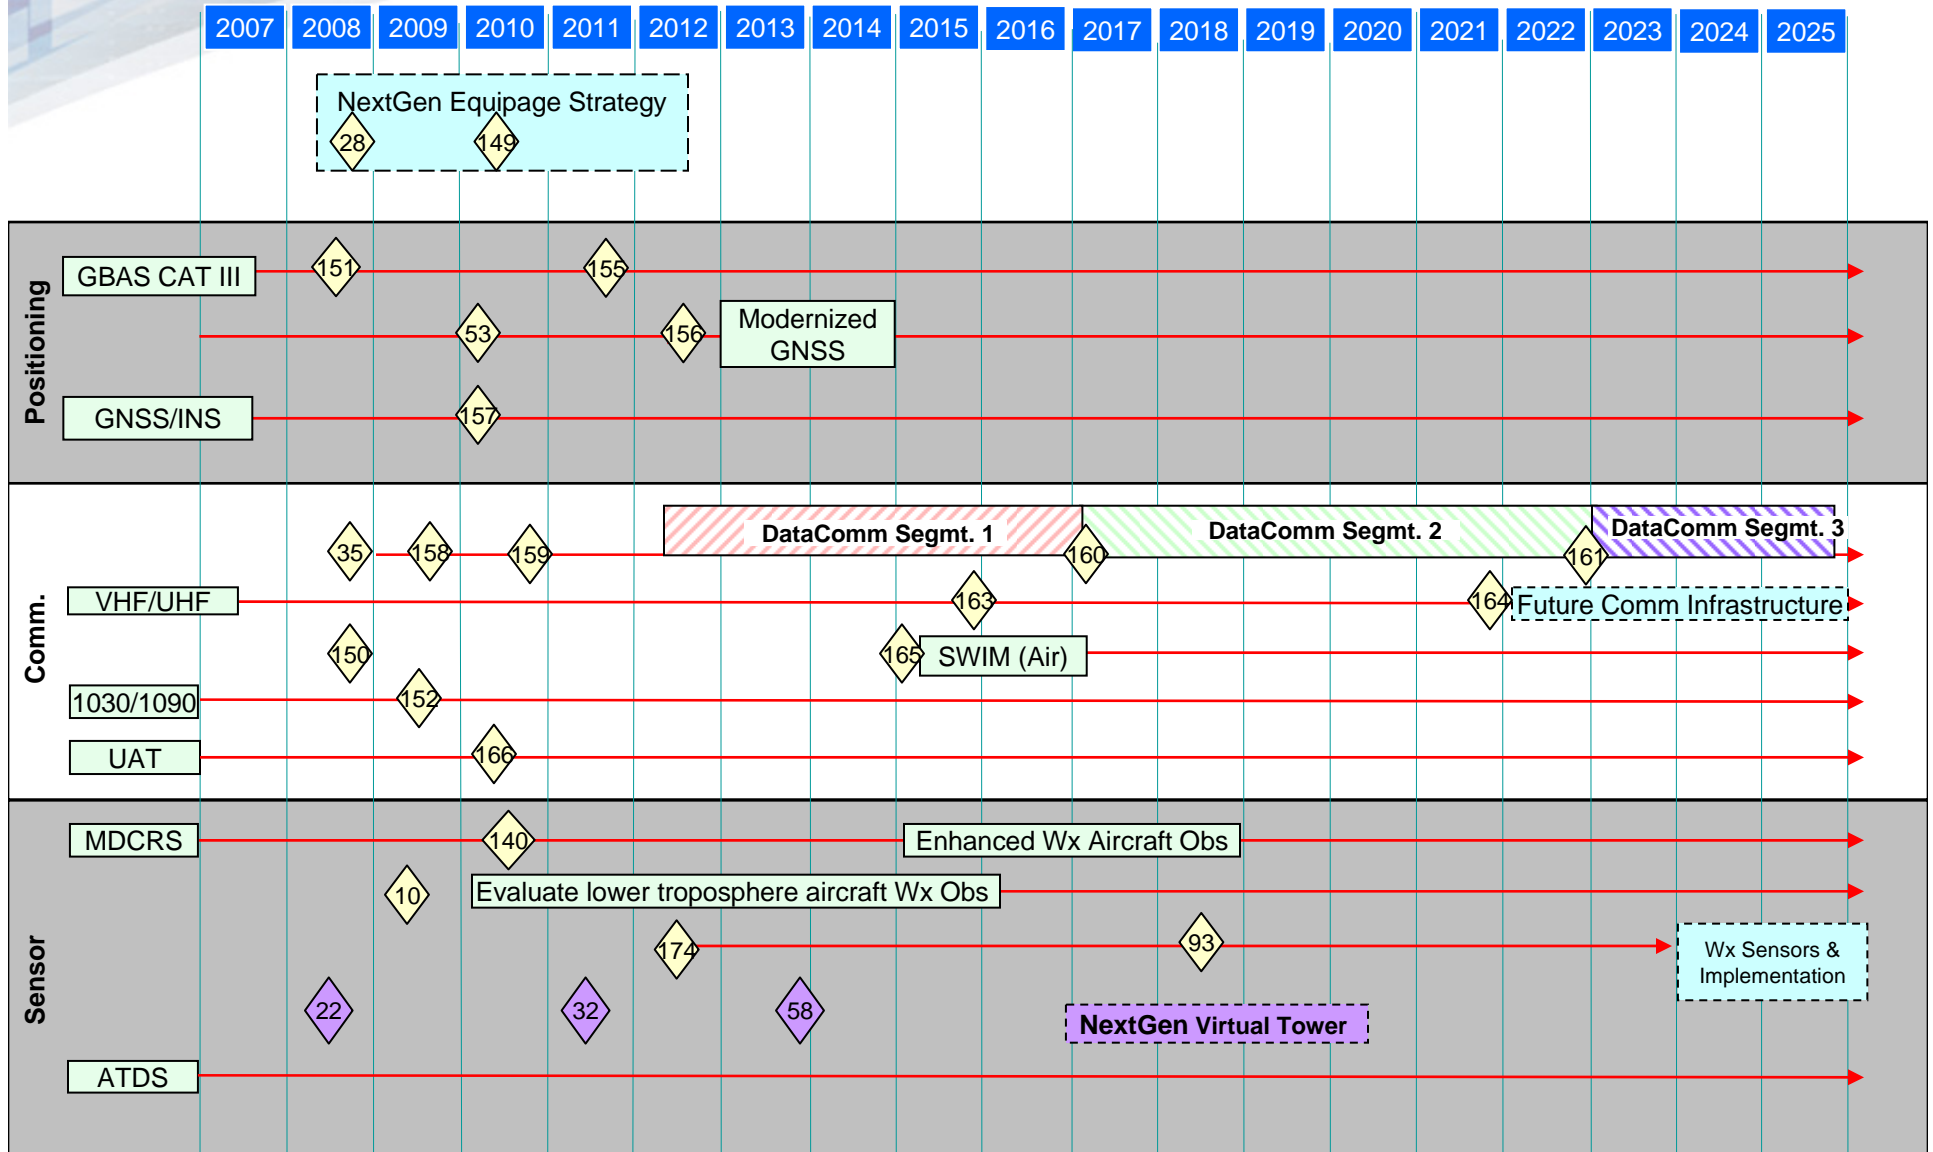 2007 2008 2009 2010 2011 2012 2013 2014 2015 2016 2017 2018 2019 2020 2021 2022 2023 2024 2025
NextGen Equipage Strategy
28 149
Positioning
GBAS CAT III 151 155
53 156 Modernized
GNSS
GNSS/INS 157
Comm.
DataComm Segmt. 1 DataComm Segmt. 2 DataComm Segmt. 3
35 158 159 160 161
VHF/UHF 163 164 Future Comm Infrastructure
150 165 SWIM (Air)
1030/1090 152
UAT 166
Sensor
MDCRS 140 Enhanced Wx Aircraft Obs
10 Evaluate lower troposphere aircraft Wx Obs
174 93 Wx Sensors &
Implementation
22 32 58 NextGen Virtual Tower
ATDS